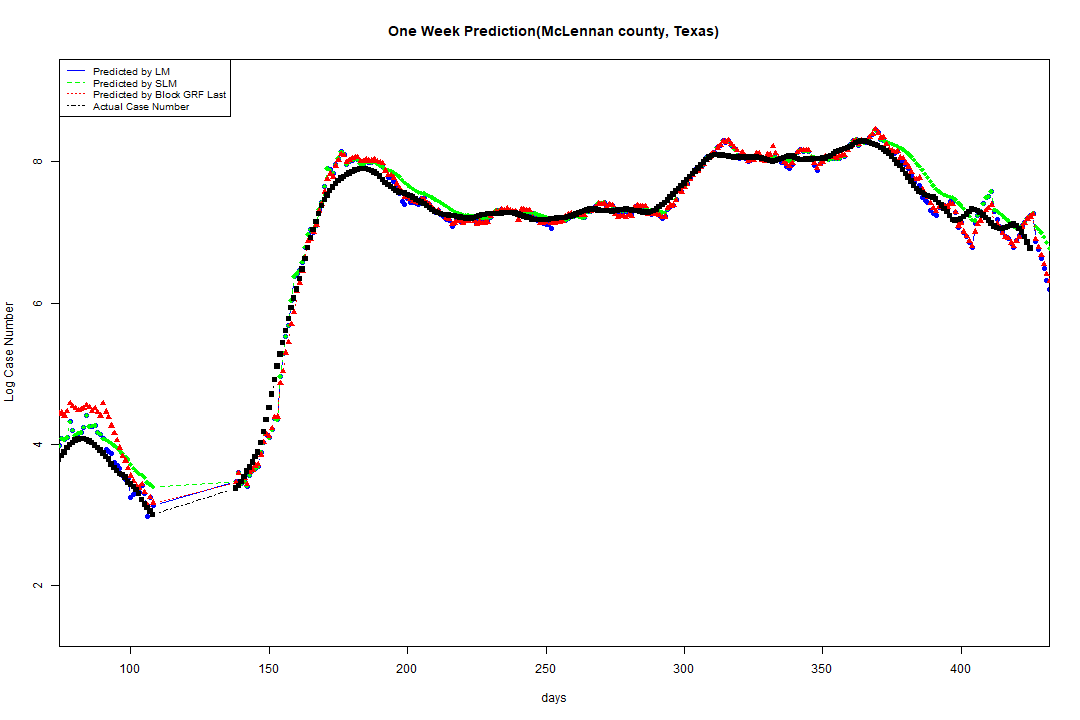 One Week Prediction(McLennan county, Texas)
Predicted by LM
Predicted by SLM
Predicted by Block GRF Last
Actual Case Number
8
6
4
2
Log Case Number
100 150 200 250 300 350 400
days